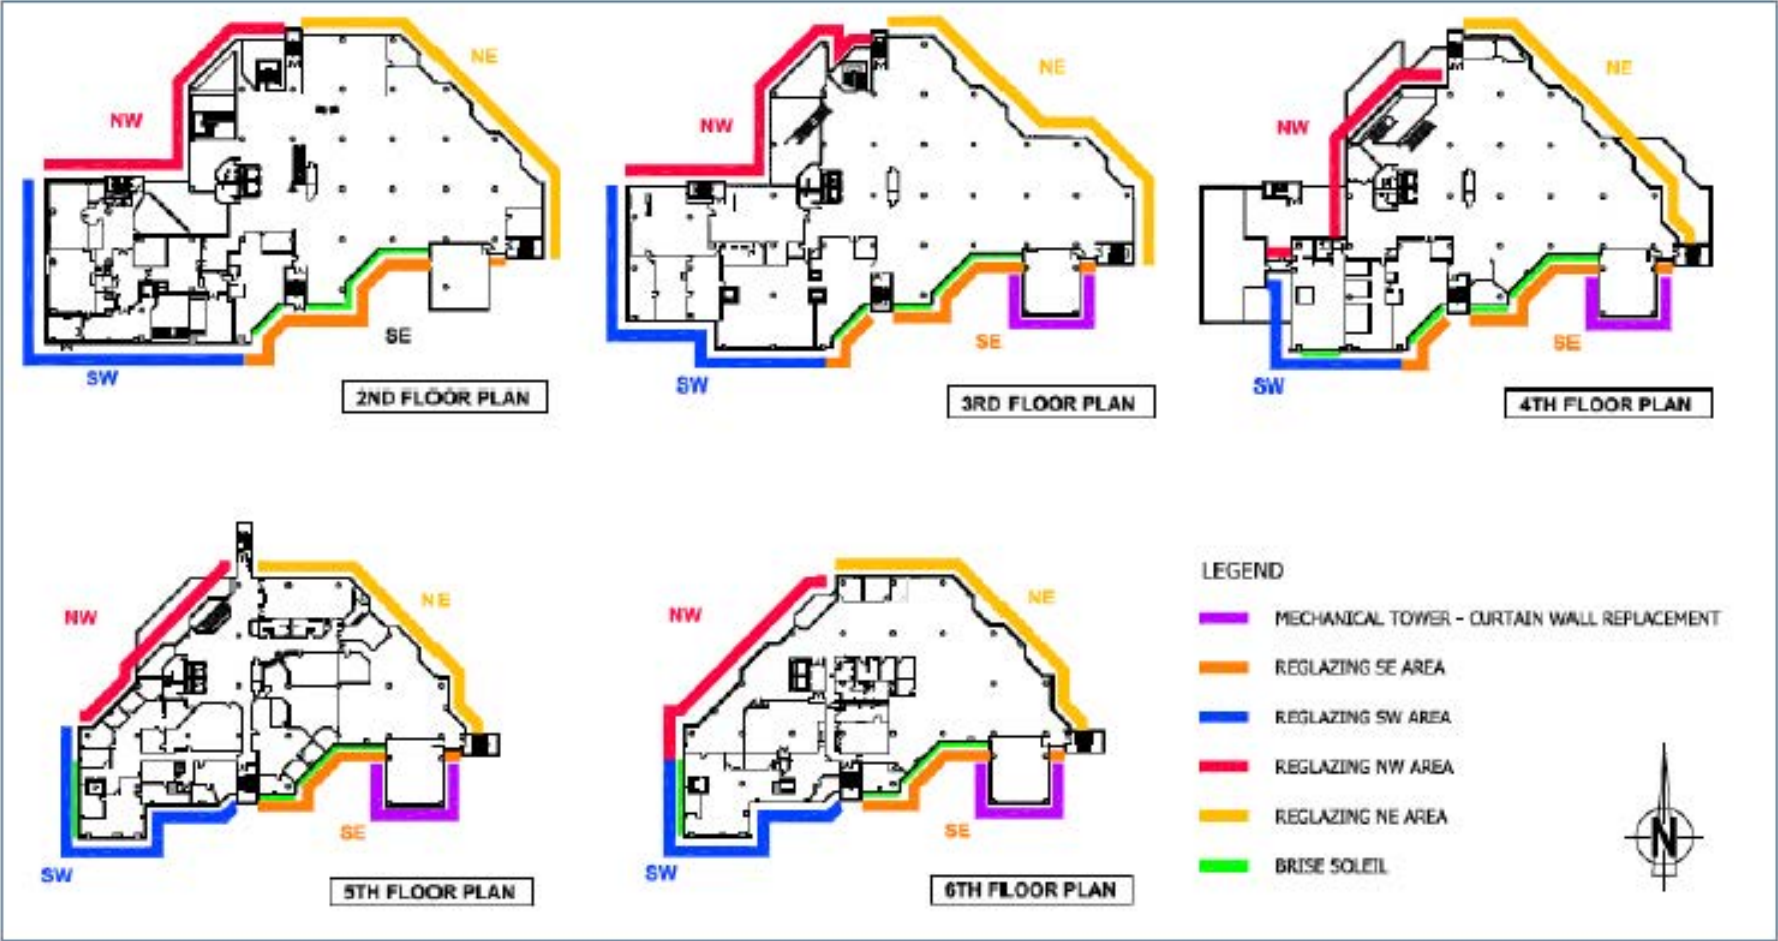 NE
NW
SE
SW
2ND FLOOR PLAN
NE
NW
SE
SW
3RD FLOOR PLAN
NE
NW
SE
SW
4TH FLOOR PLAN
NE
NW
SE
SW
5TH FLOOR PLAN
NE
NW
SE
SW
6TH FLOOR PLAN
LEGEND
MECHANICAL TOWER - CURTAIN WALL REPLACEMENT
REGLAZING SE AREA
REGLAZING SW AREA
REGLAZING NW AREA
REGLAZING NE AREA
BRISE SOLEIL
N